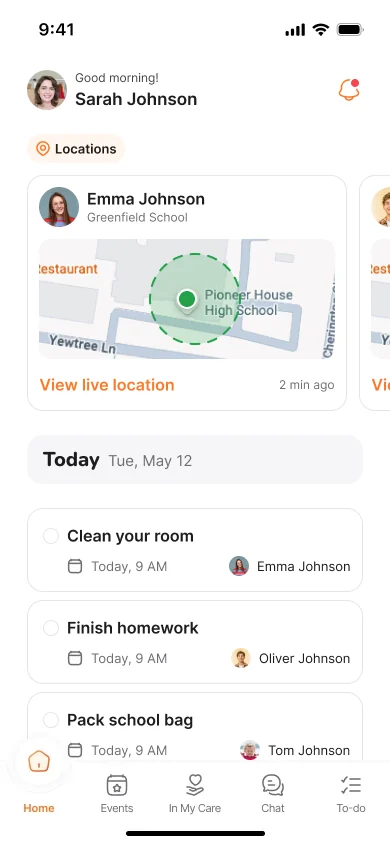 9:41
Good morning!
Sarah Johnson
Locations
Emma Johnson
Greenfield School
Restaurant
Pioneer House
High School
Yewtree Ln
View live location
2 min ago
Today Tue, May 12
Clean your room
Today, 9 AM
Emma Johnson
Finish homework
Today, 9 AM
Oliver Johnson
Pack school bag
Today, 9 AM
Tom Johnson
Home
Events
In My Care
Chat
To-do